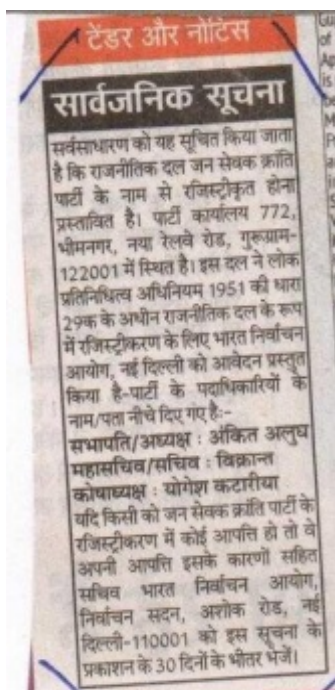 टेंडर और नोटिस
सार्वजनिक सूचना
सर्वसाधारण को यह सूचित किया जाता
है कि राजनीतिक दल जन सेवक क्रांति
पार्टी के नाम से रजिस्ट्रीकृत होना
प्रस्तावित है। पार्टी कार्यालय 772,
भीमनगर, नया रेलवे रोड, गुरूग्राम-
122001 में स्थित है। इस दल ने लोक
प्रतिनिधित्व अधिनियम 1951 की धारा
29क के अधीन राजनीतिक दल के रूप
में रजिस्ट्रीकरण के लिए भारत निर्वाचन
आयोग, नई दिल्ली को आवेदन प्रस्तुत
किया है-पार्टी के पदाधिकारियों के
नाम/पता नीचे दिए गए है:-
सभापति/अध्यक्ष : अंकित अलुघ
महासचिव/सचिव : विक्रान्त
कोषाध्यक्ष : योगेश कटारीया
यदि किसी को जन सेवक क्रांति पार्टी के
रजिस्ट्रीकरण में कोई आपत्ति हो तो वे
अपनी आपत्ति इसके कारणों सहित
सचिव भारत निर्वाचन आयोग,
निर्वाचन सदन, अशोक रोड, नई
दिल्ली-110001 को इस सूचना के
प्रकाशन के 30 दिनों के भीतर भेजें।